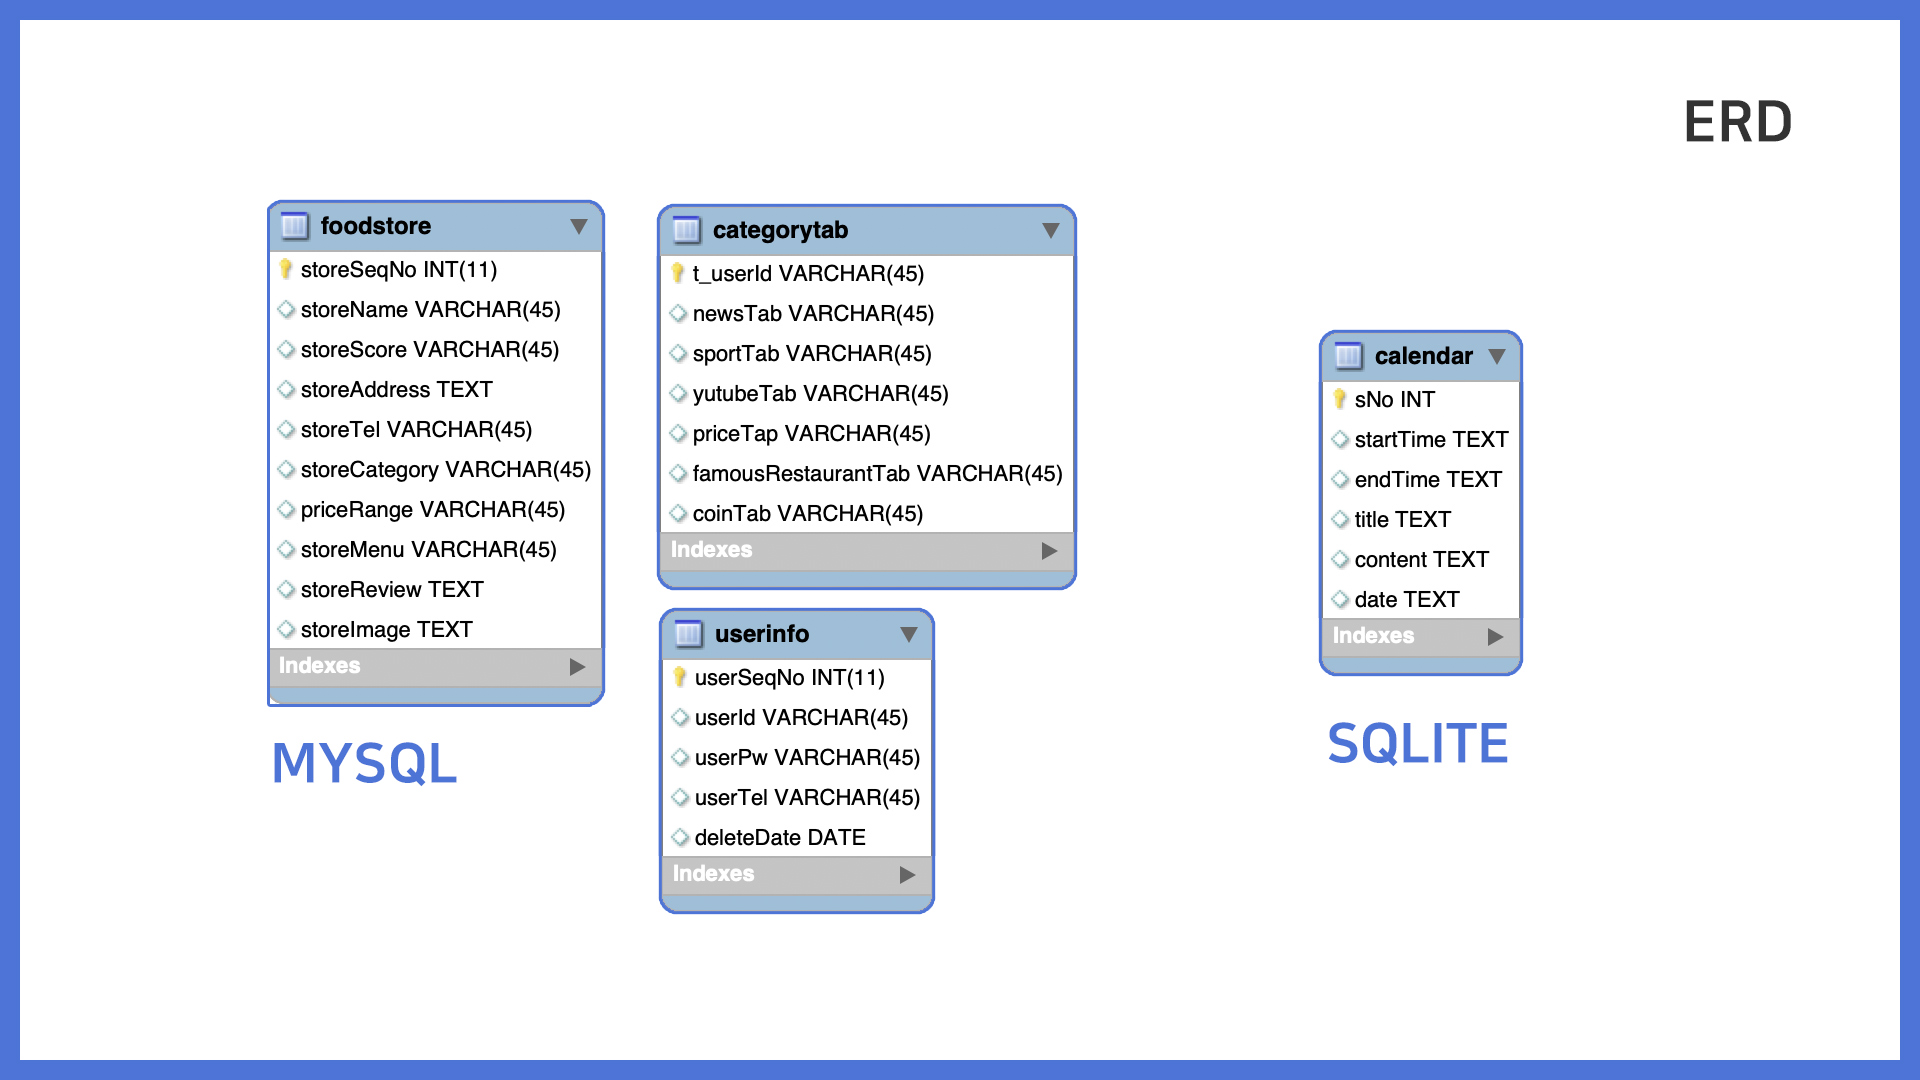 ERD
foodstore
storeSeqNo INT(11)
storeName VARCHAR(45)
storeScore VARCHAR(45)
storeAddress TEXT
storeTel VARCHAR(45)
storeCategory VARCHAR(45)
priceRange VARCHAR(45)
storeMenu VARCHAR(45)
storeReview TEXT
storeImage TEXT
Indexes
MYSQL
categorytab
t_userId VARCHAR(45)
newsTab VARCHAR(45)
sportTab VARCHAR(45)
yutubeTab VARCHAR(45)
priceTap VARCHAR(45)
famousRestaurantTab VARCHAR(45)
coinTab VARCHAR(45)
Indexes
userinfo
userSeqNo INT(11)
userId VARCHAR(45)
userPw VARCHAR(45)
userTel VARCHAR(45)
deleteDate DATE
Indexes
calendar
sNo INT
startTime TEXT
endTime TEXT
title TEXT
content TEXT
date TEXT
Indexes
SQLITE